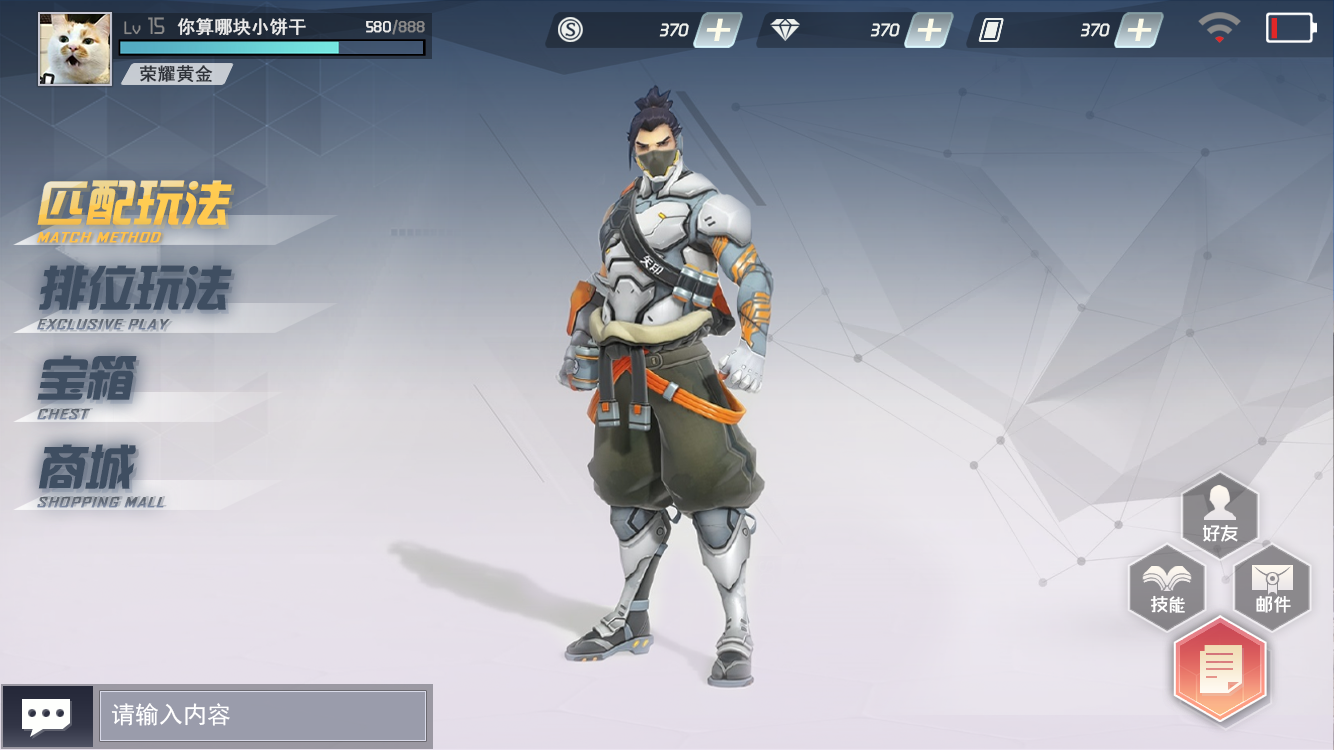 Lv 15 你算哪块小饼干 580/888
荣耀黄金
370
370
370
匹配玩法
MATCH METHOD
排位玩法
EXCLUSIVE PLAY
宝箱
CHEST
商城
SHOPPING MALL
矢印
好友
技能
邮件
请输入内容